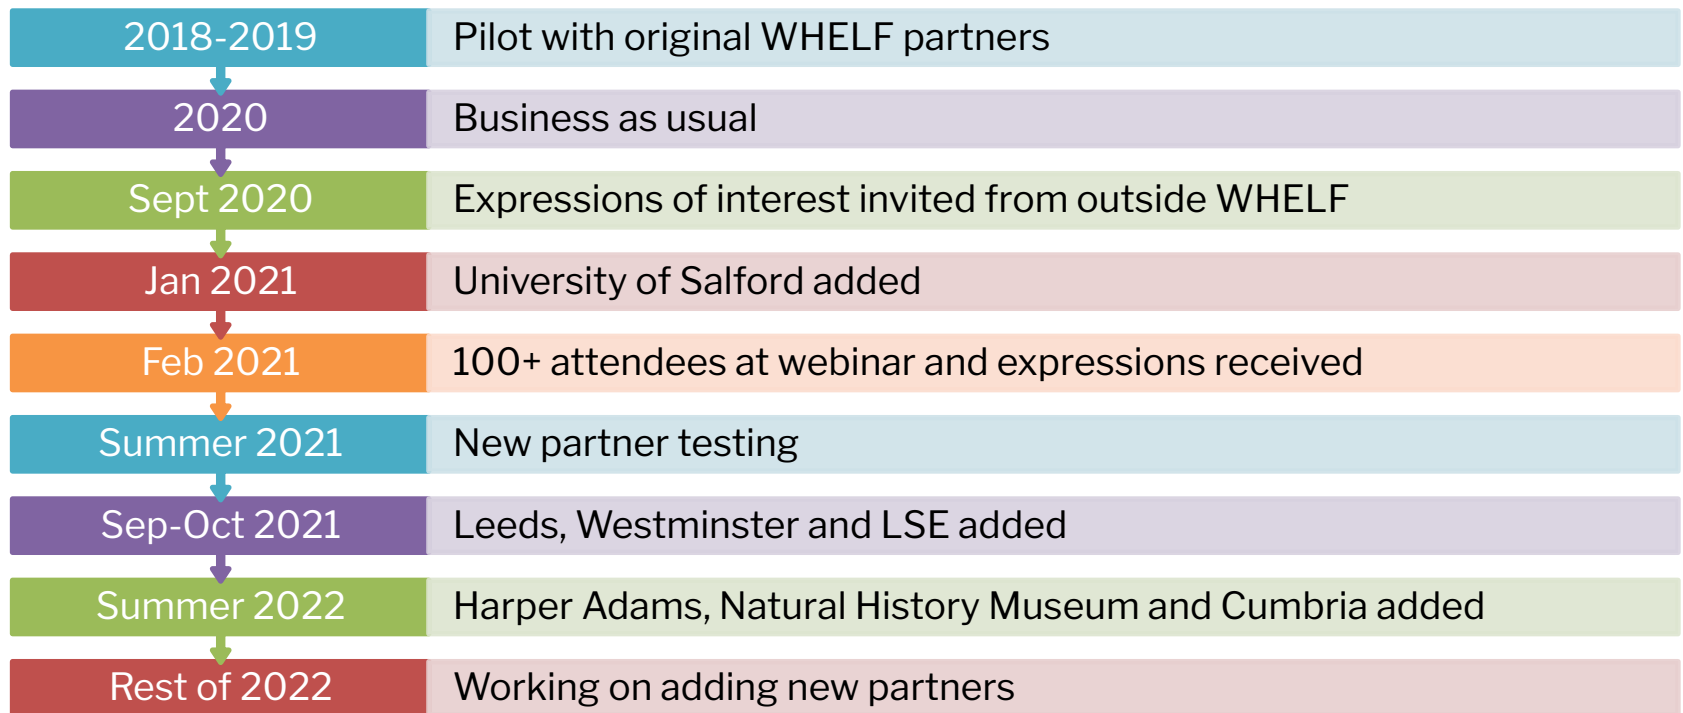 2018-2019 Pilot with original WHELF partners
2020 Business as usual
Sept 2020 Expressions of interest invited from outside WHELF
Jan 2021 University of Salford added
Feb 2021 100+ attendees at webinar and expressions received
Summer 2021 New partner testing
Sep-Oct 2021 Leeds, Westminster and LSE added
Summer 2022 Harper Adams, Natural History Museum and Cumbria added
Rest of 2022 Working on adding new partners